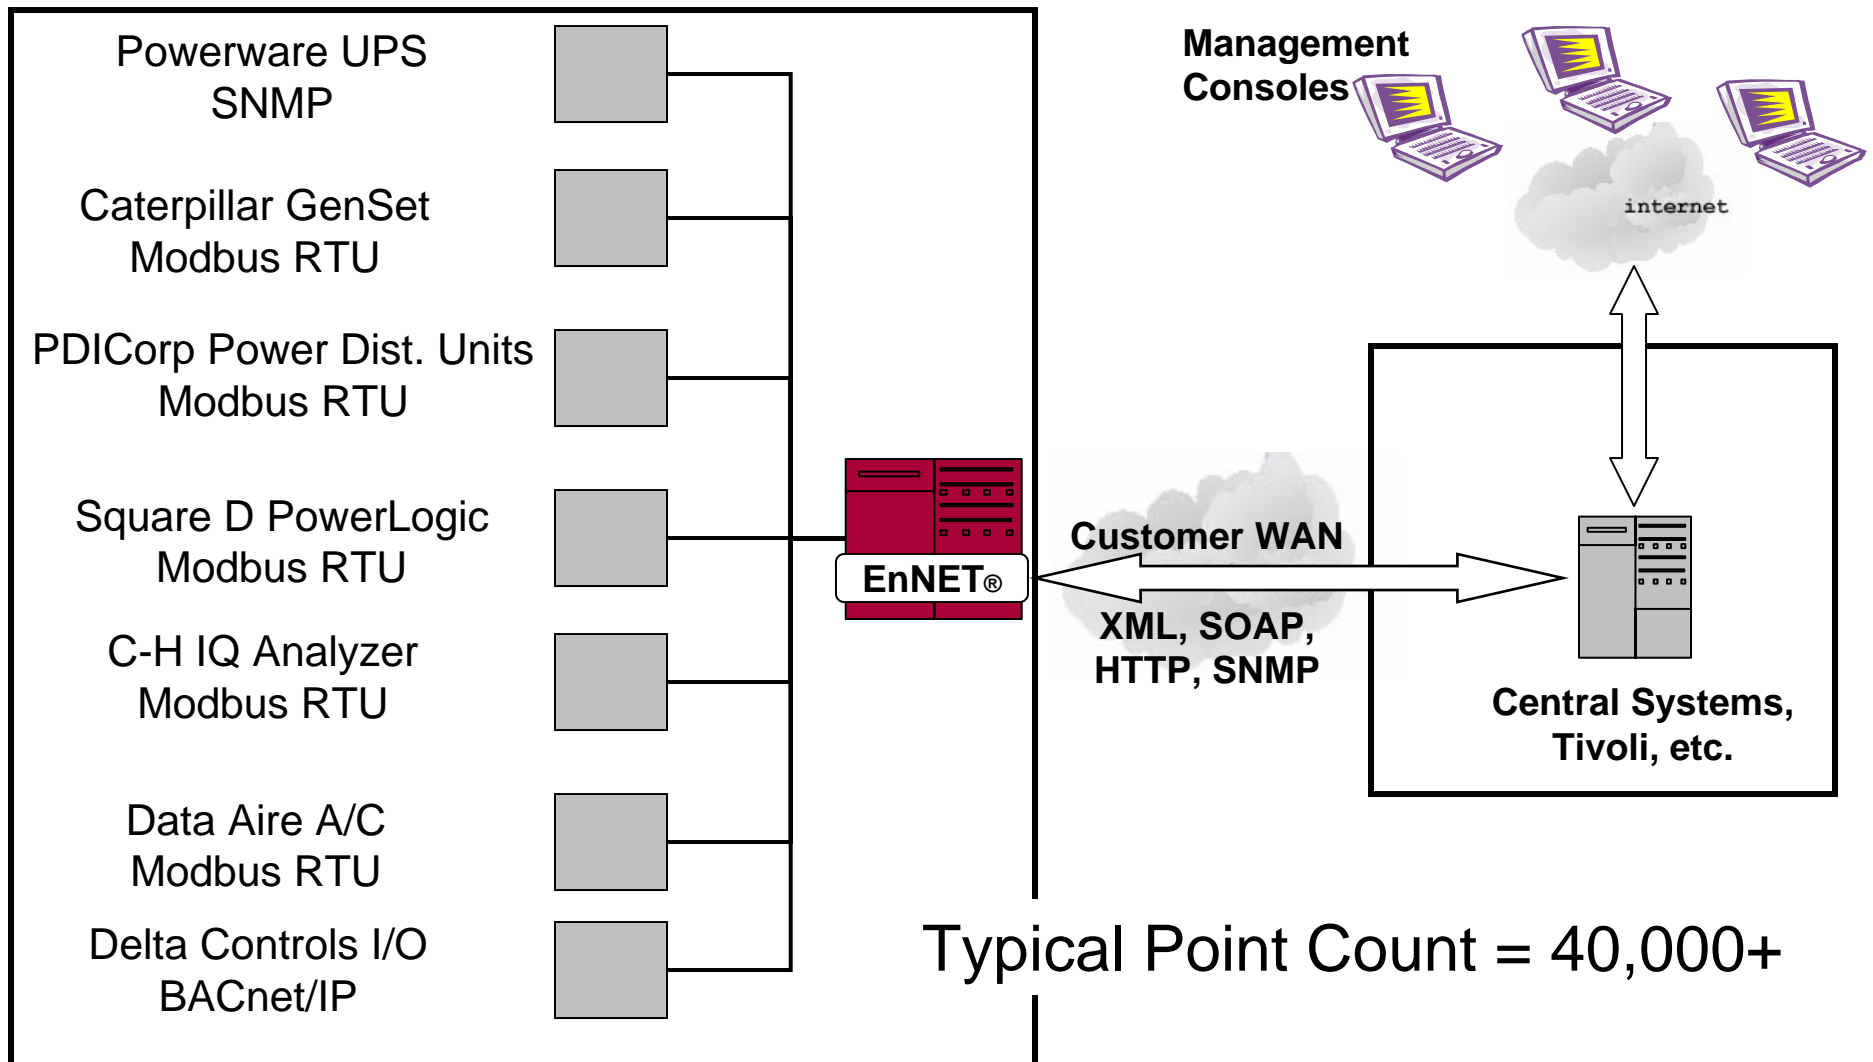 Powerware UPS
SNMP
Caterpillar GenSet
Modbus RTU
PDICorp Power Dist. Units
Modbus RTU
Square D PowerLogic
Modbus RTU
C-H IQ Analyzer
Modbus RTU
Data Aire A/C
Modbus RTU
Delta Controls I/O
BACnet/IP
EnNET®
Management
Consoles
internet
Customer WAN
XML, SOAP,
HTTP, SNMP
Central Systems,
Tivoli, etc.
Typical Point Count = 40,000+